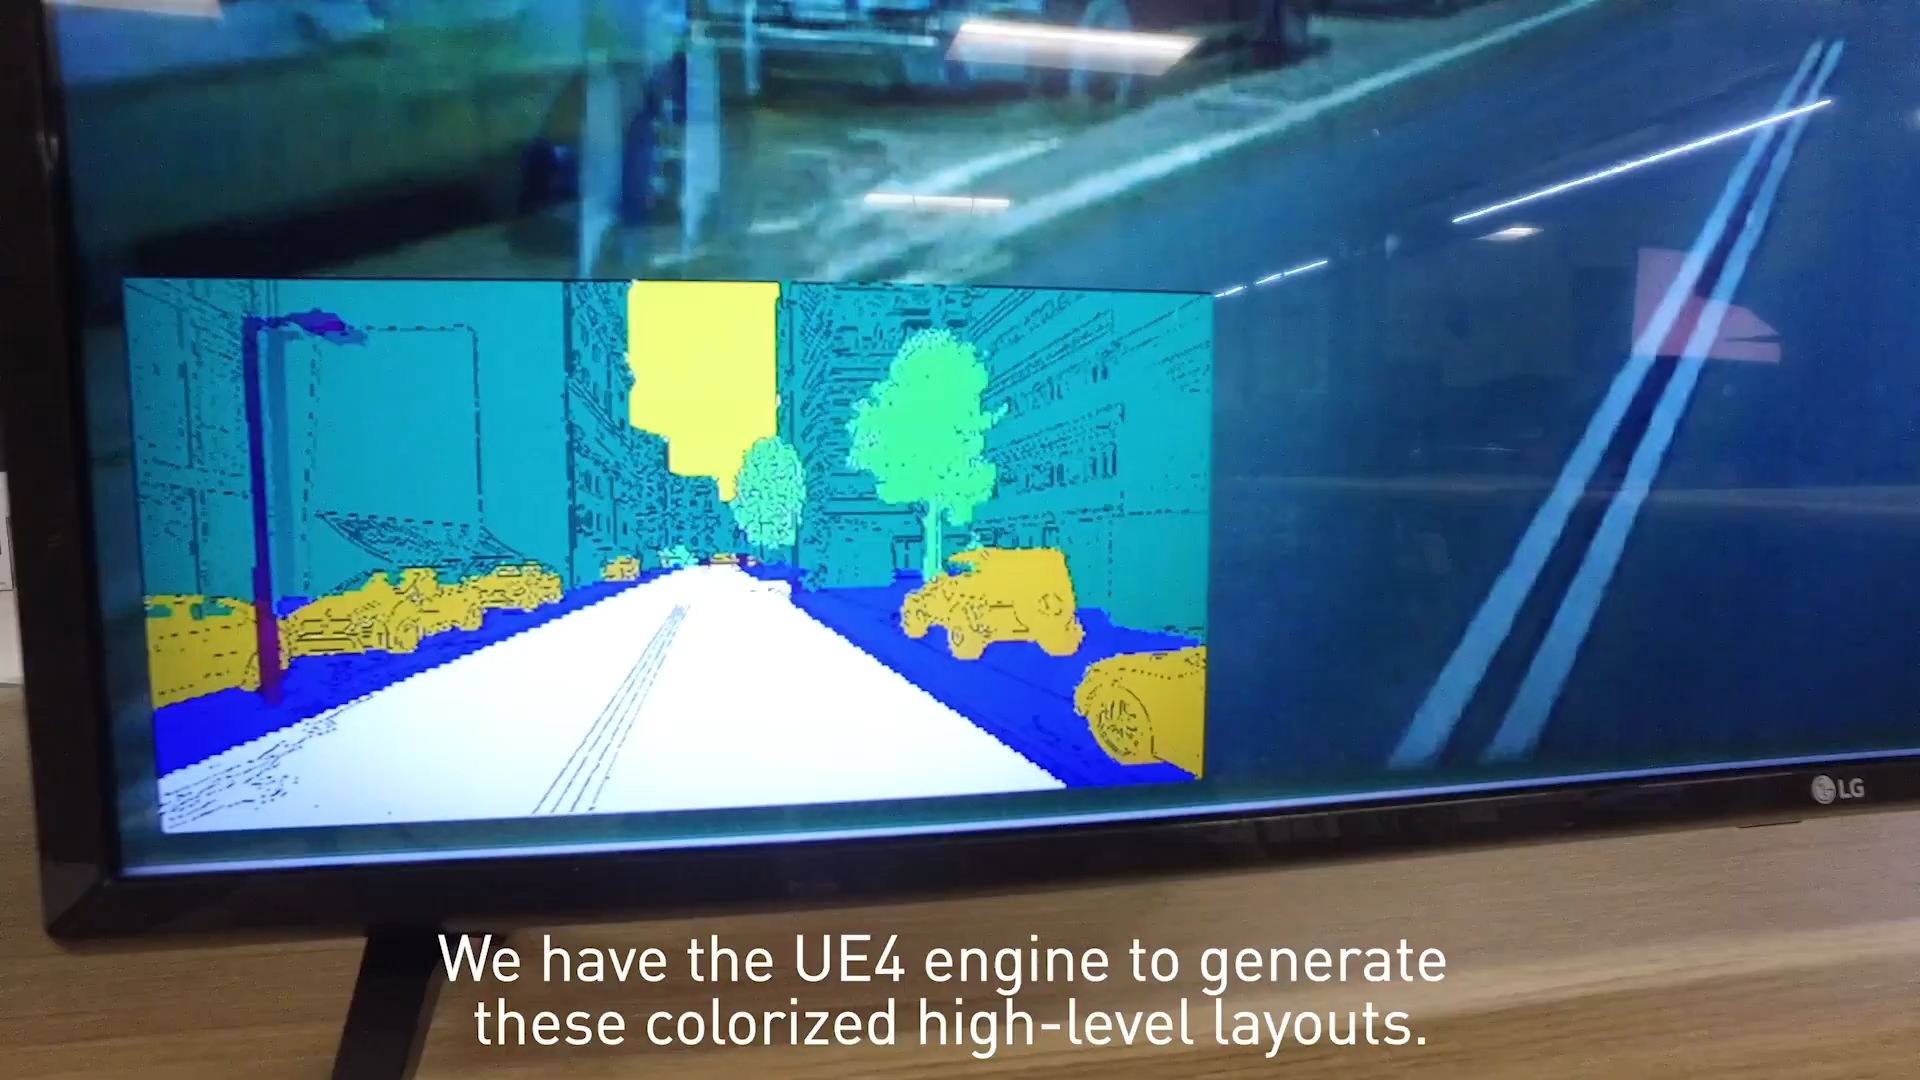 LG
We have the UE4 engine to generate
these colorized high-level layouts.